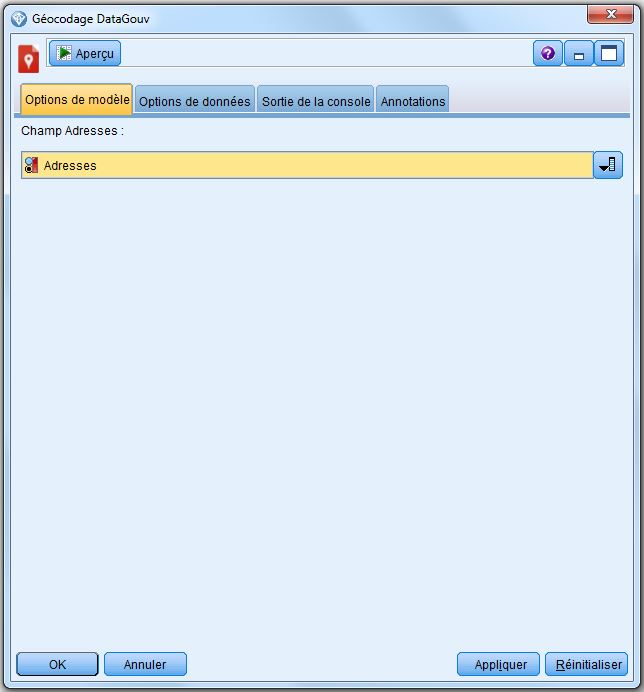 Géocodage DataGouv
Aperçu
?
Options de modèle
Options de données
Sortie de la console
Annotations
Champ Adresses :
Adresses
OK
Annuler
Appliquer
Réinitialiser